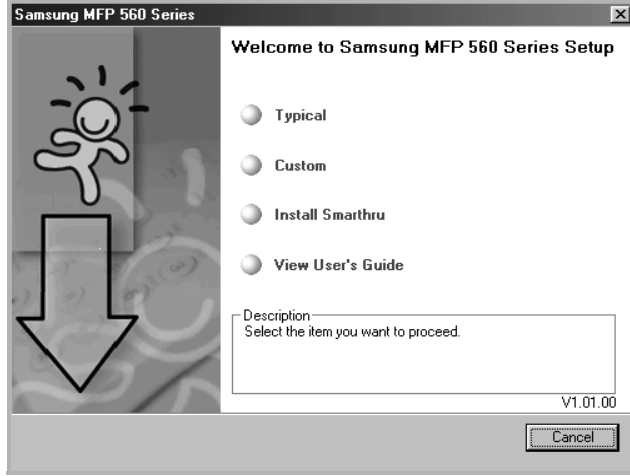 Samsung MFP 560 Series
Welcome to Samsung MFP 560 Series Setup
Typical
Custom
Install Smarthru
View User's Guide
Description
Select the item you want to proceed.
V1.01.00
Cancel